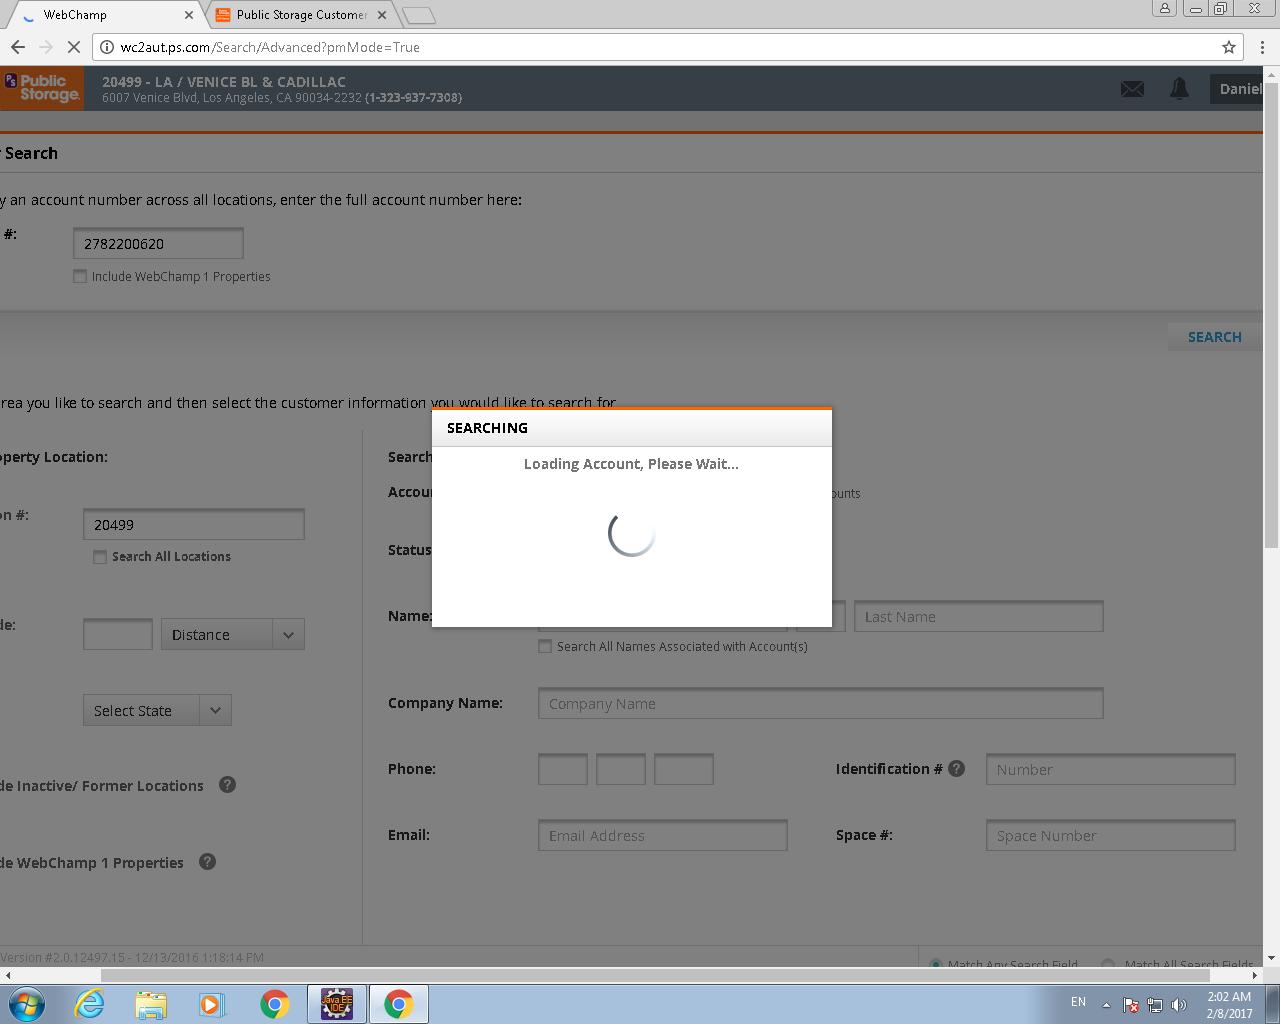 WebChamp
Public Storage Customer
wc2aut.ps.com/Search/Advanced?pmMode=True
PS Public Storage.
20499 - LA / VENICE BL & CADILLAC
6007 Venice Blvd, Los Angeles, CA 90034-2232 (1-323-937-7308)
Daniel
r Search
y an account number across all locations, enter the full account number here:
#:
2782200620
Include WebChamp 1 Properties
SEARCH
rea you like to search and then select the customer information you would like to search for
SEARCHING
Loading Account, Please Wait...
operty Location:
Search
Accou
ounts
on #:
20499
Search All Locations
Status
de:
Distance
Name:
Last Name
Search All Names Associated with Account(s)
Select State
Company Name:
Company Name
Phone:
Identification #
?
Number
de Inactive/ Former Locations
?
Email:
Email Address
Space #:
Space Number
de WebChamp 1 Properties
?
Version #2.0.12497.15 - 12/13/2016 1:18:14 PM
Match Any Search Field
Match All Search Fields
Java EE IDE
EN
2:02 AM
2/8/2017